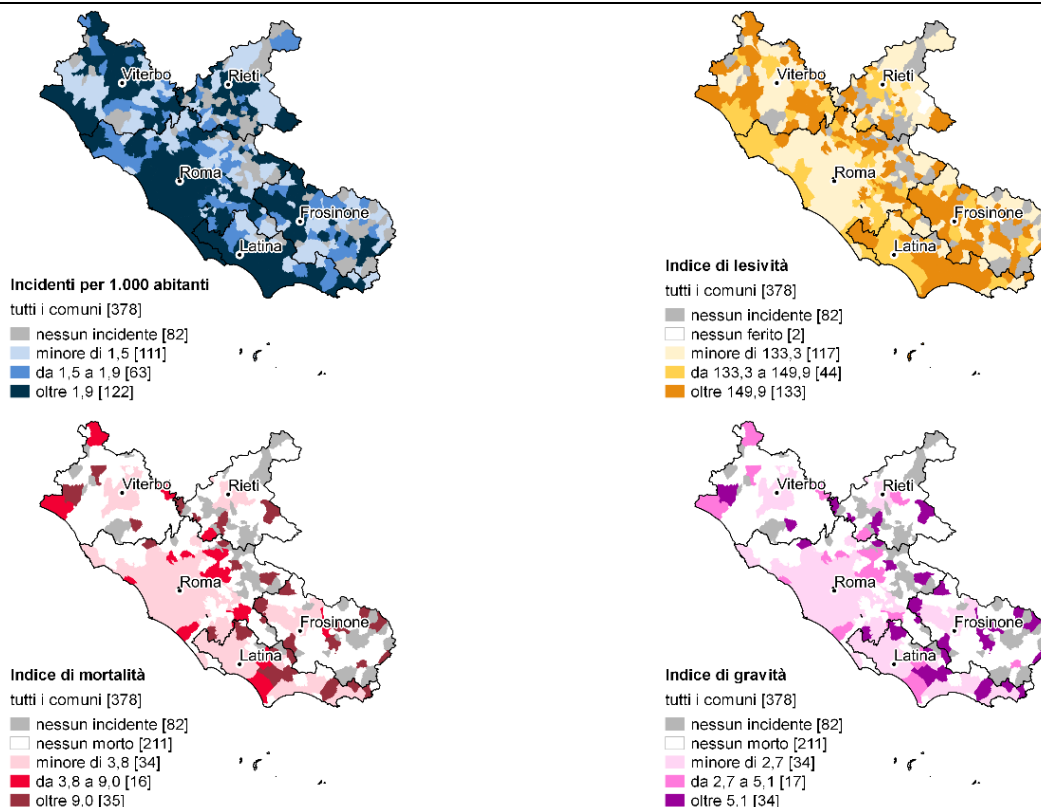 Viterbo
Rieti
Roma
Frosinone
Latina
Incidenti per 1.000 abitanti
tutti i comuni [378]
nessun incidente [82]
minore di 1,5 [111]
da 1,5 a 1,9 [63]
oltre 1,9 [122]
Viterbo
Rieti
Roma
Frosinone
Latina
Indice di lesività
tutti i comuni [378]
nessun incidente [82]
nessun ferito [2]
minore di 133,3 [117]
da 133,3 a 149,9 [44]
oltre 149,9 [133]
Viterbo
Rieti
Roma
Frosinone
Latina
Indice di mortalità
tutti i comuni [378]
nessun incidente [82]
nessun morto [211]
minore di 3,8 [34]
da 3,8 a 9,0 [16]
oltre 9,0 [35]
Viterbo
Rieti
Roma
Frosinone
Latina
Indice di gravità
tutti i comuni [378]
nessun incidente [82]
nessun morto [211]
minore di 2,7 [34]
da 2,7 a 5,1 [17]
oltre 5,1 [34]